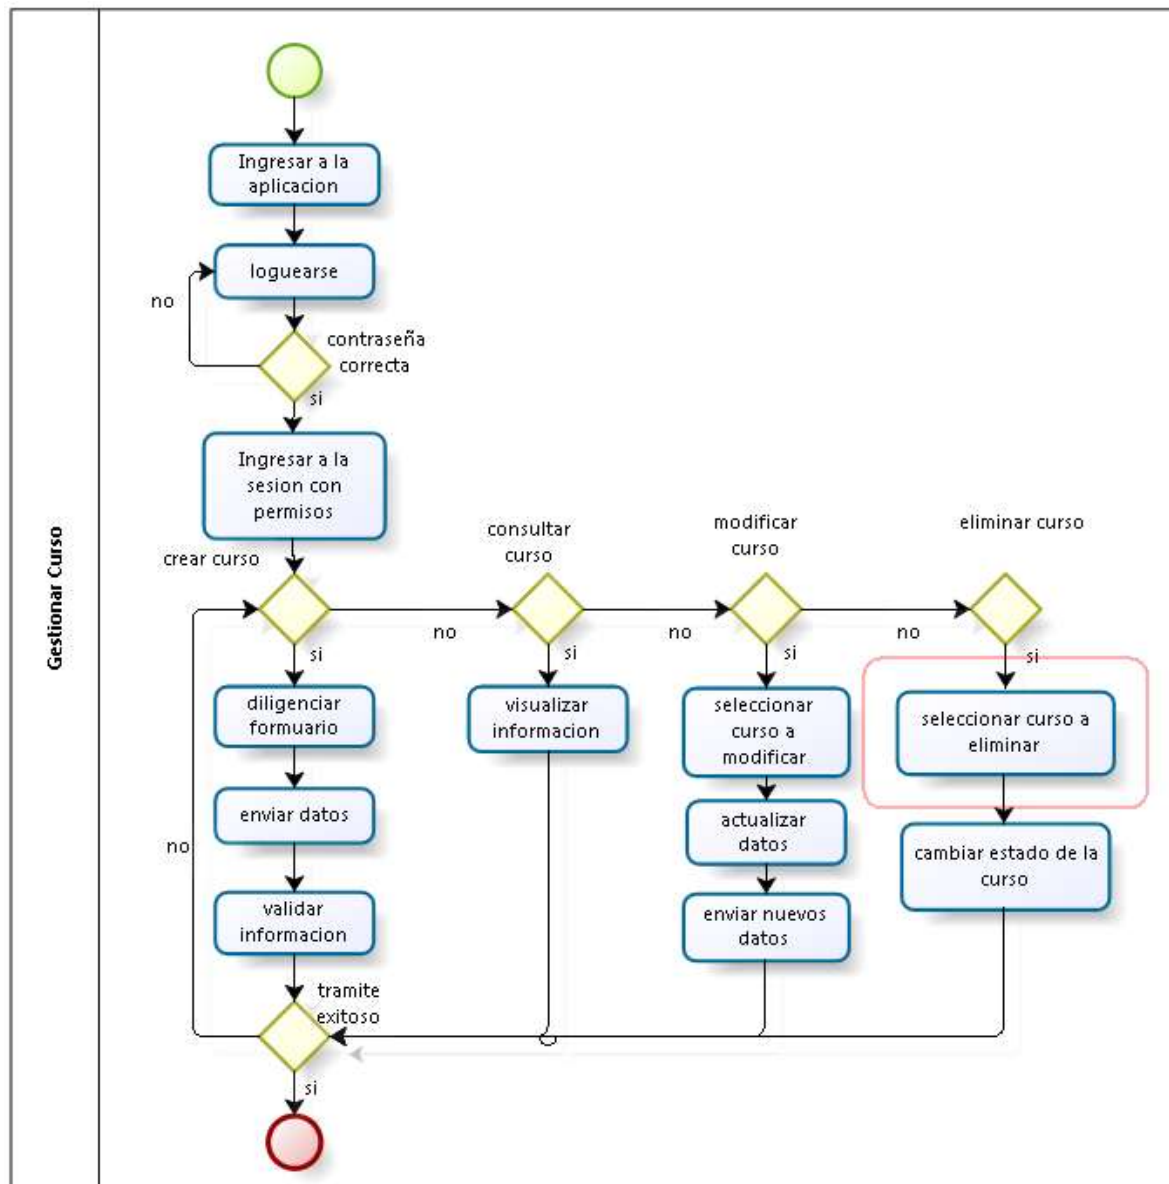 Gestionar Curso
Ingresar a la
aplicacion
loguearse
no
contraseña
correcta
si
Ingresar a la
sesion con
permisos
crear curso
consultar
curso
modificar
curso
eliminar curso
no
no
no
si
si
si
si
diligenciar
formuario
visualizar
informacion
seleccionar
curso a
modificar
seleccionar curso a
eliminar
enviar datos
actualizar
datos
cambiar estado de la
curso
no
validar
informacion
enviar nuevos
datos
tramite
exitoso
si